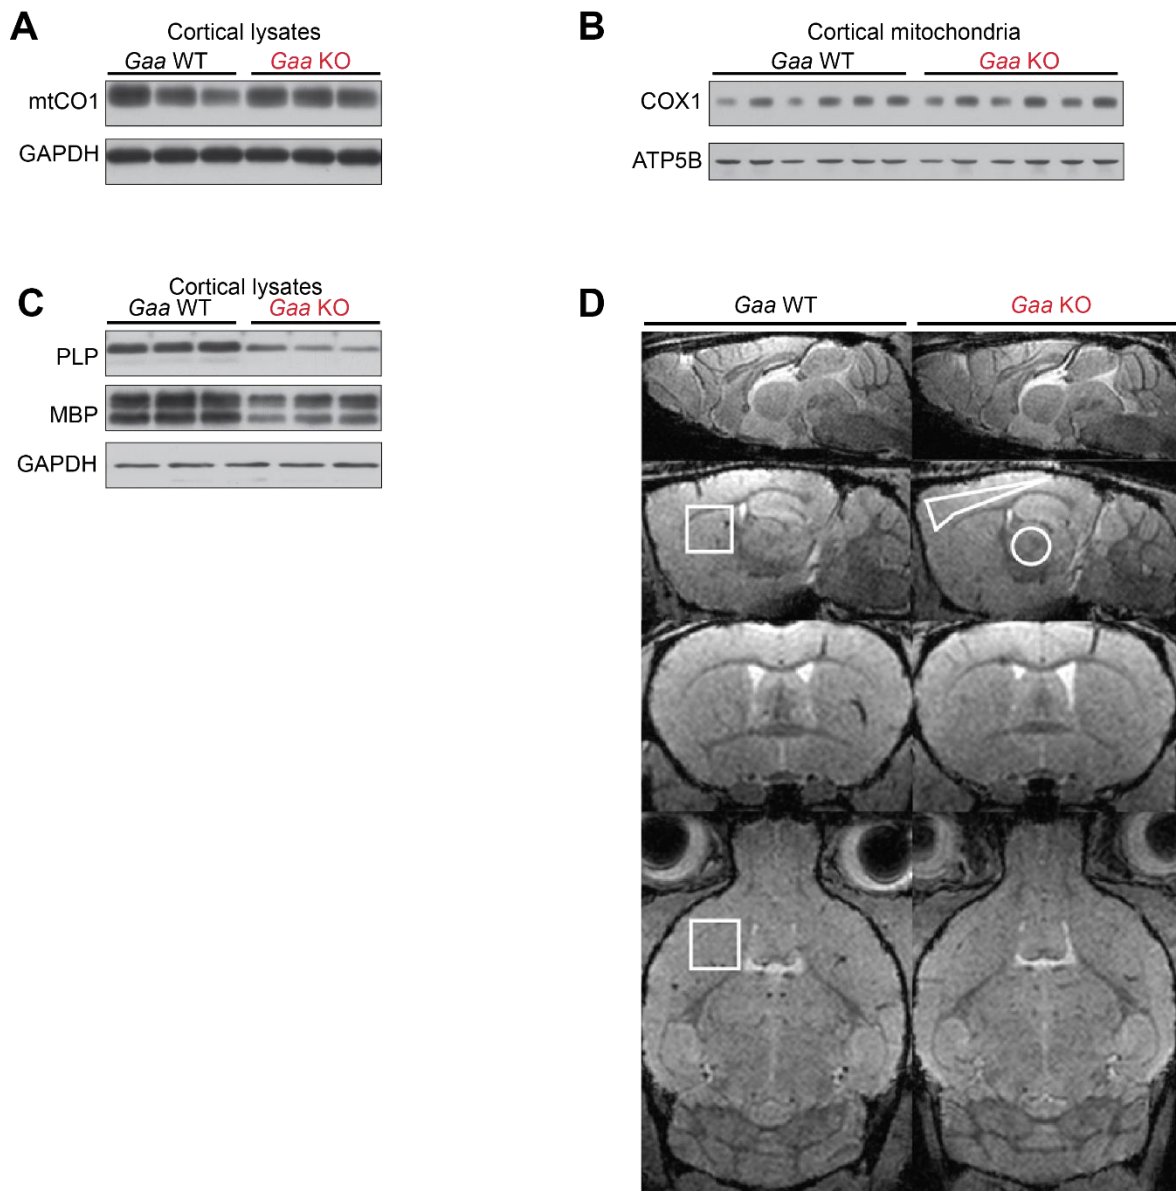 A
Cortical lysates
Gaa WT Gaa KO
mtCO1
GAPDH
B
Cortical mitochondria
Gaa WT Gaa KO
COX1
ATP5B
C
Cortical lysates
Gaa WT Gaa KO
PLP
MBP
GAPDH
D
Gaa WT Gaa KO